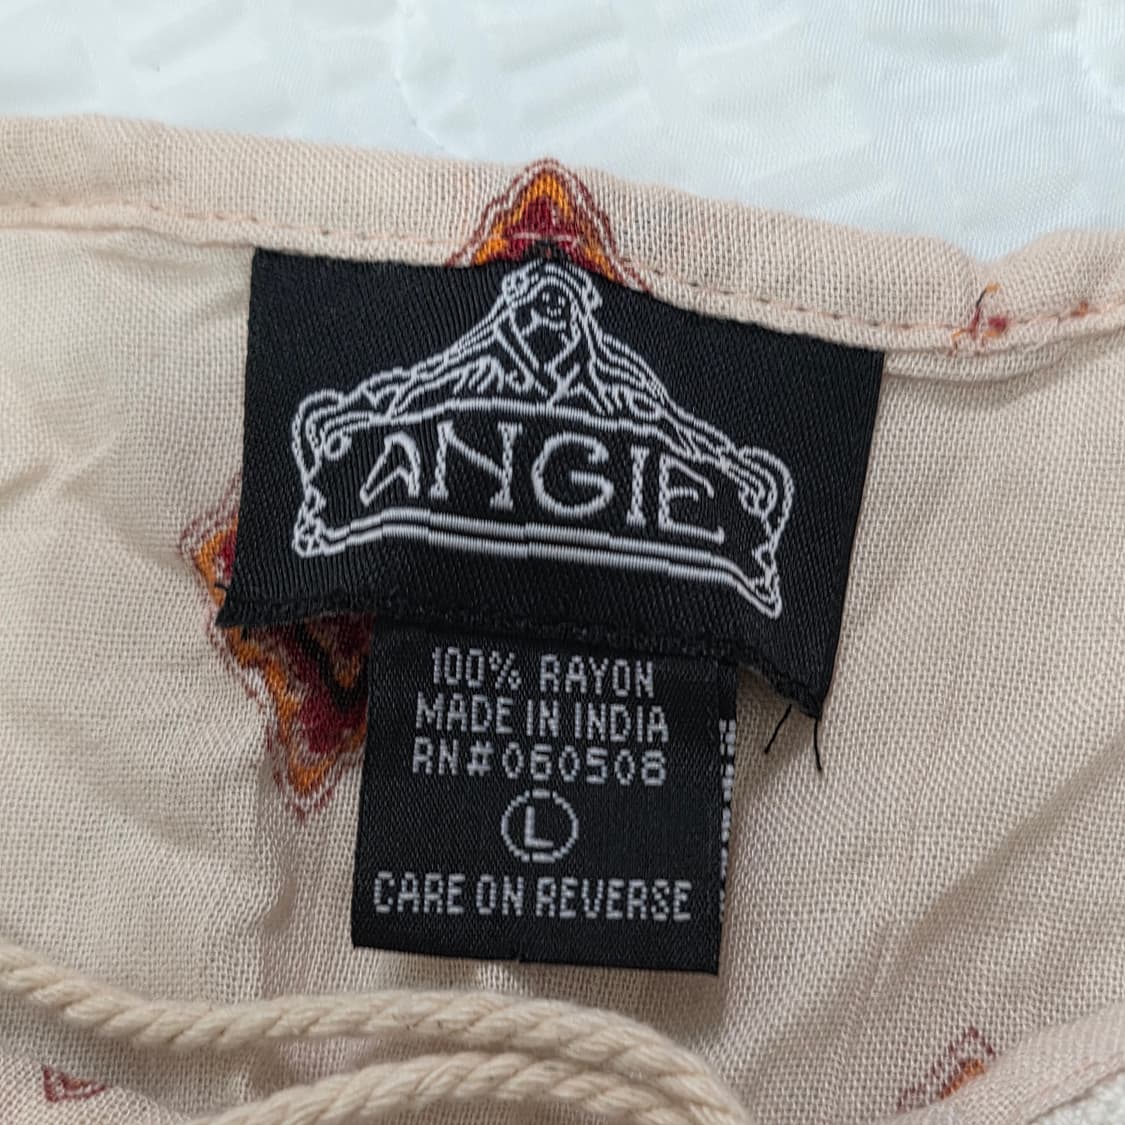 ANGIE
100% RAYON
MADE IN INDIA
RN#060508
L
CARE ON REVERSE